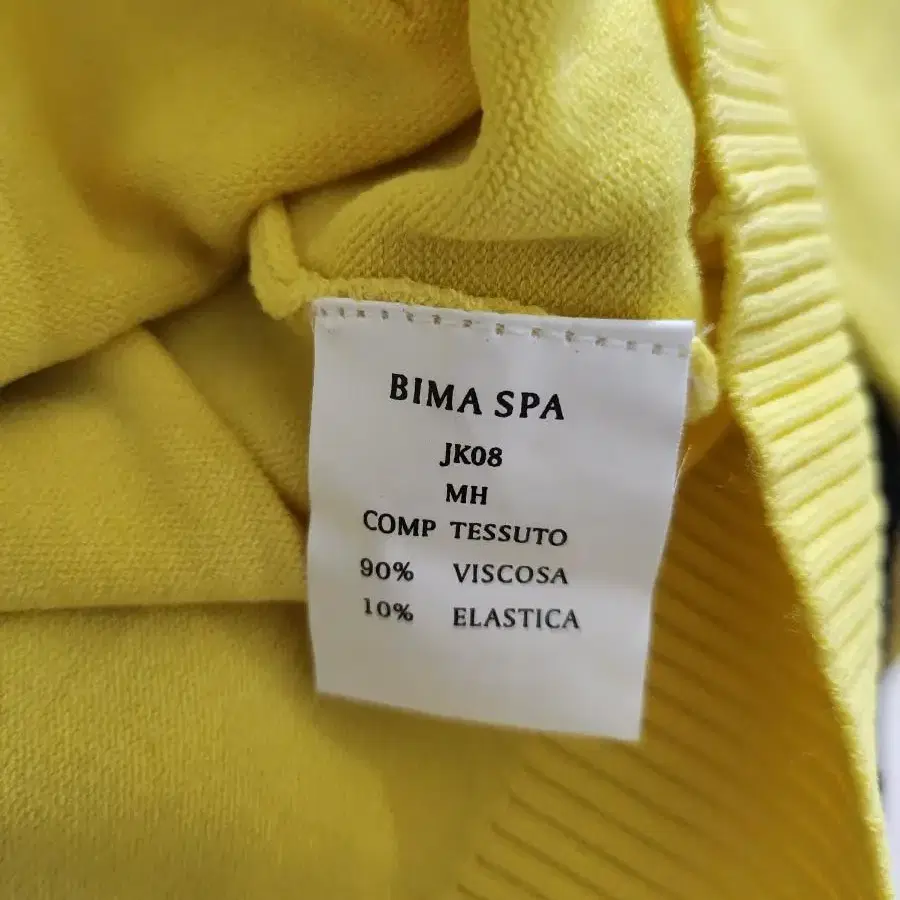 BIMA SPA
JK08
MH
COMP TESSUTO
90% VISCOSA
10% ELASTICA